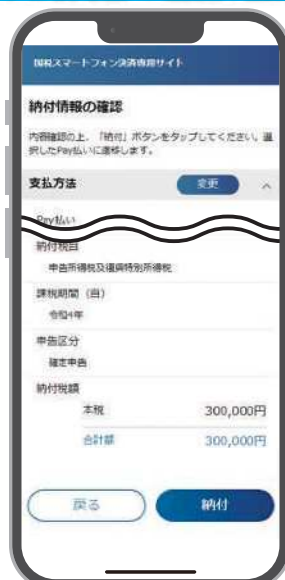 国税スマートフォン決済専用サイト
納付情報の確認
内容確認の上、「納付」ボタンをタップしてください。選
択したPay払いに遷移します。
支払方法
変更
Pay払い
納付税目
申告所得税及復興特別所得税
課税期間(自)
令和4年
申告区分
確定申告
納付税額
本税 300,000円
合計額 300,000円
戻る
納付